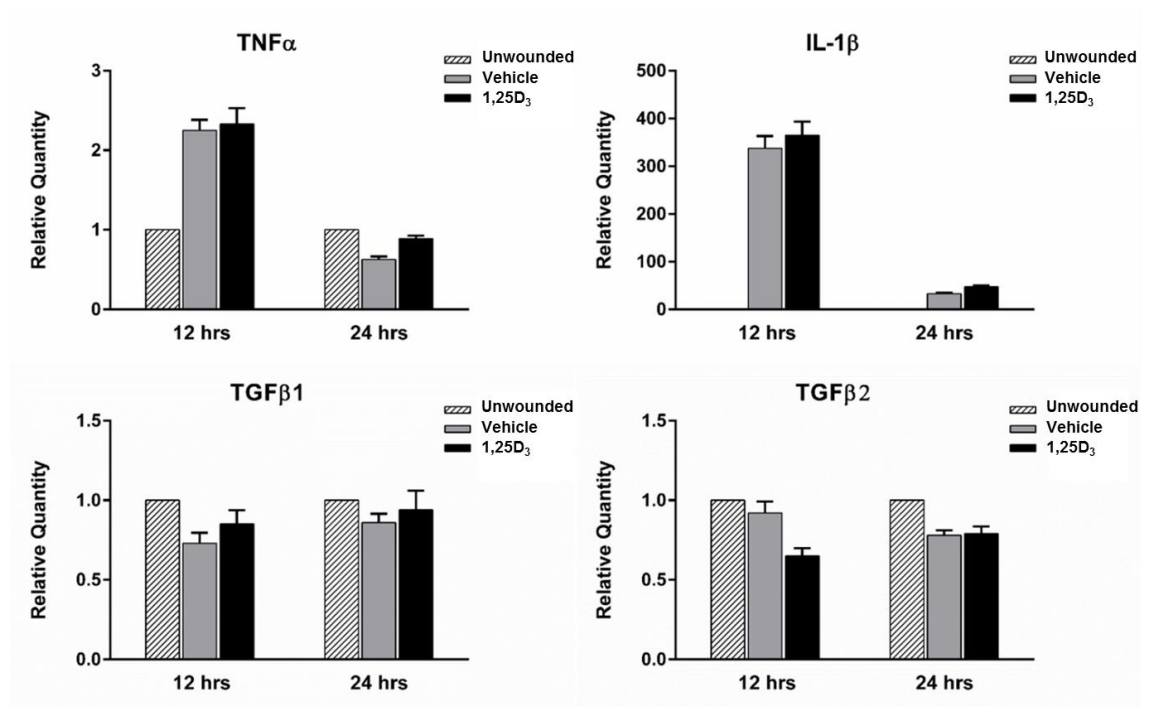 TNFα
Unwounded
Vehicle
1,25D₃
Relative Quantity
3
2
1
0
12 hrs 24 hrs
IL-1β
Unwounded
Vehicle
1,25D₃
Relative Quantity
500
400
300
200
100
0
12 hrs 24 hrs
TGFβ1
Unwounded
Vehicle
1,25D₃
Relative Quantity
1.5
1.0
0.5
0.0
12 hrs 24 hrs
TGFβ2
Unwounded
Vehicle
1,25D₃
Relative Quantity
1.5
1.0
0.5
0.0
12 hrs 24 hrs